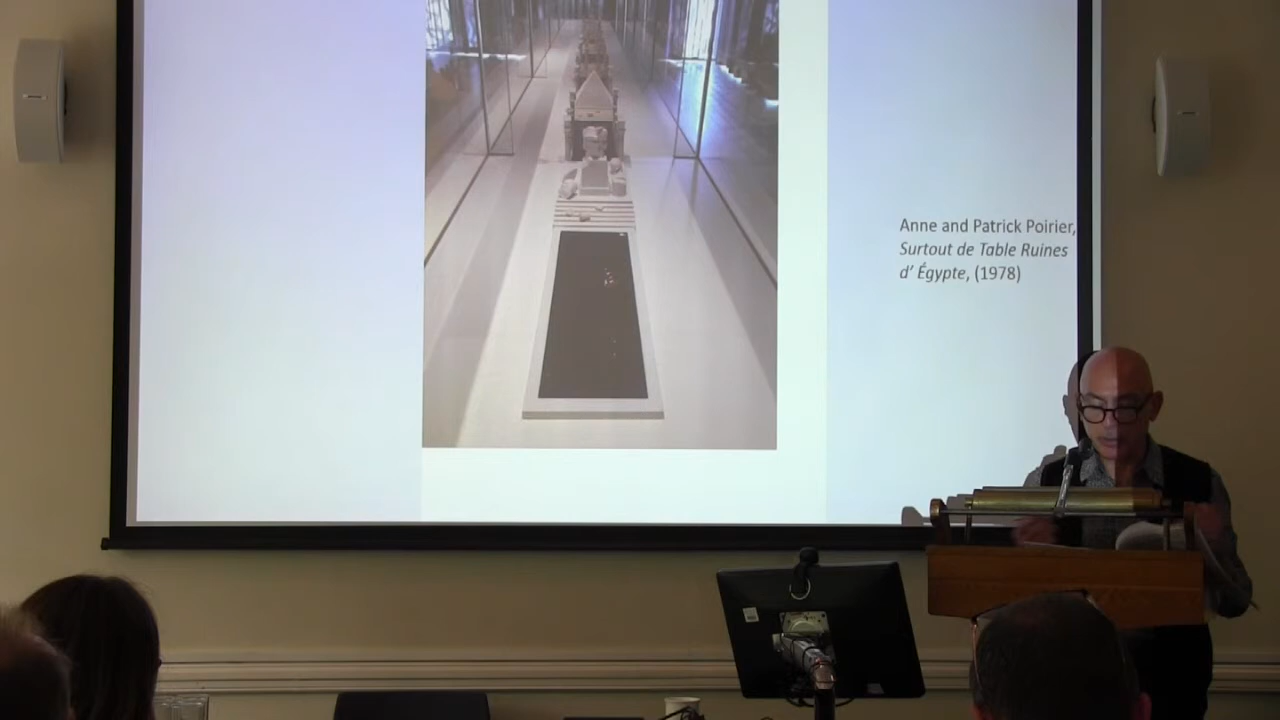 Anne and Patrick Poirier,
Surtout de Table Ruines
d’ Égypte, (1978)